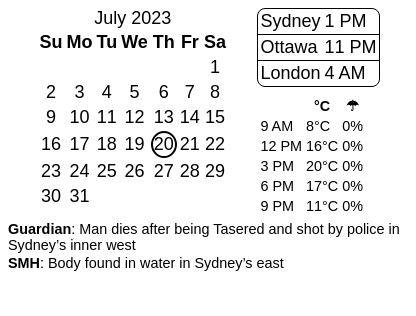 July 2023
Su Mo Tu We Th Fr Sa
1
2 3 4 5 6 7 8
9 10 11 12 13 14 15
16 17 18 19 20 21 22
23 24 25 26 27 28 29
30 31
Sydney 1 PM
Ottawa 11 PM
London 4 AM
°C ☂
9 AM 8°C 0%
12 PM 16°C 0%
3 PM 20°C 0%
6 PM 17°C 0%
9 PM 11°C 0%
Guardian: Man dies after being Tasered and shot by police in
Sydney’s inner west
SMH: Body found in water in Sydney’s east